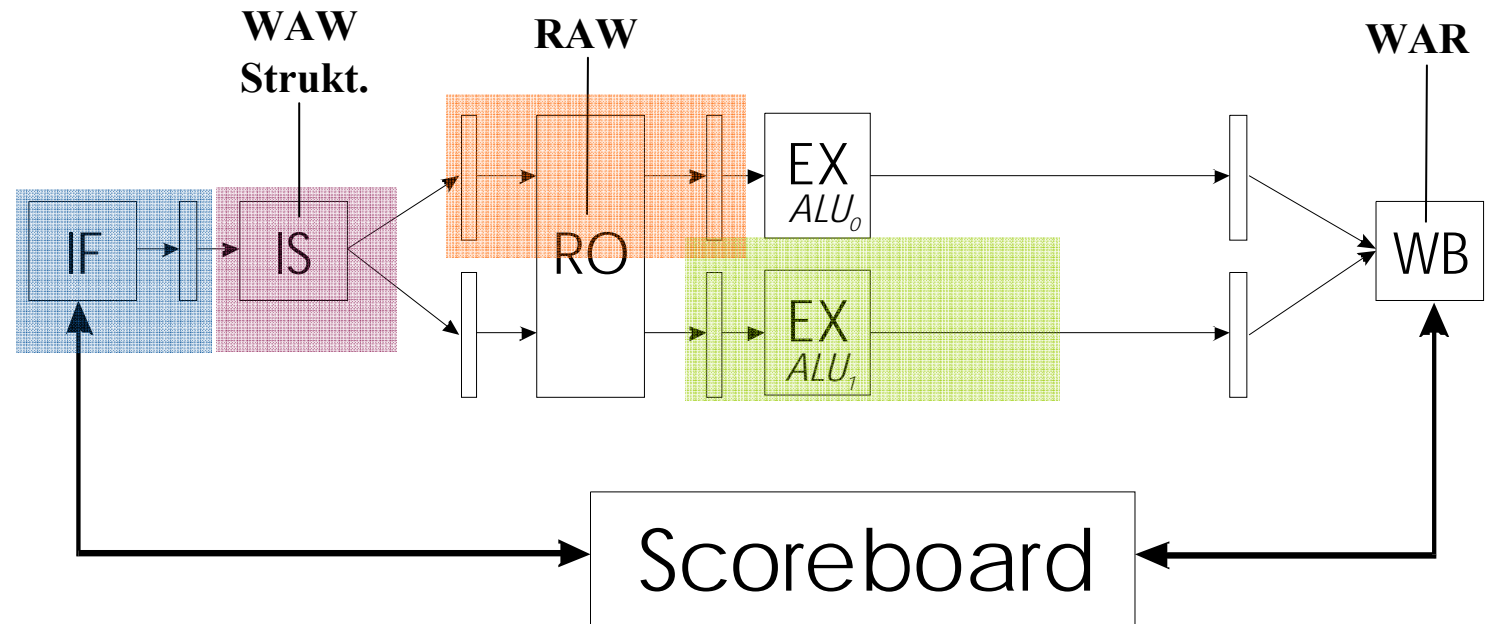 WAW
Strukt.
RAW
WAR
IF
IS
RO
EX
ALU₀
EX
ALU₁
WB
Scoreboard